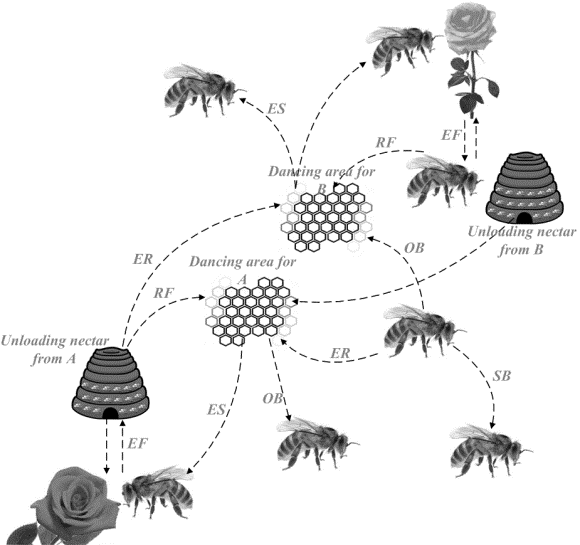 ES
EF
RF
Dancing area for
B
Unloading nectar
from B
ER
OB
Dancing area for
A
RF
Unloading nectar
from A
ER
SB
ES
OB
EF